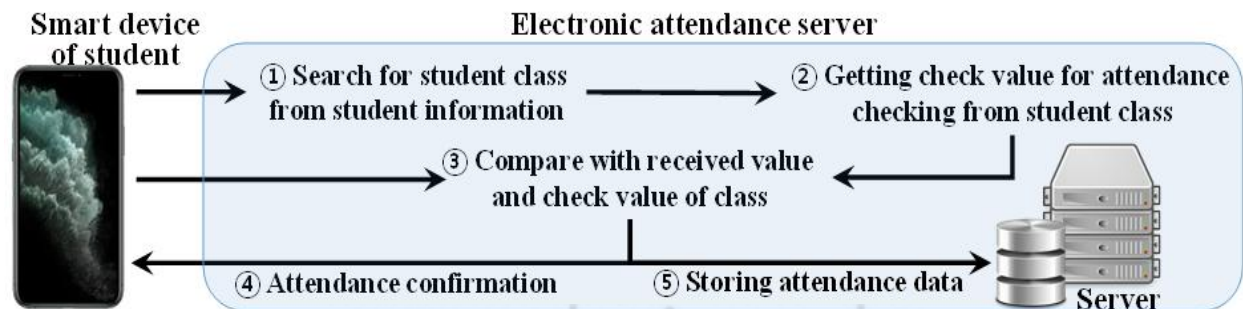 Smart device
of student
Electronic attendance server
① Search for student class
from student information
② Getting check value for attendance
checking from student class
③ Compare with received value
and check value of class
④ Attendance confirmation
⑤ Storing attendance data
Server